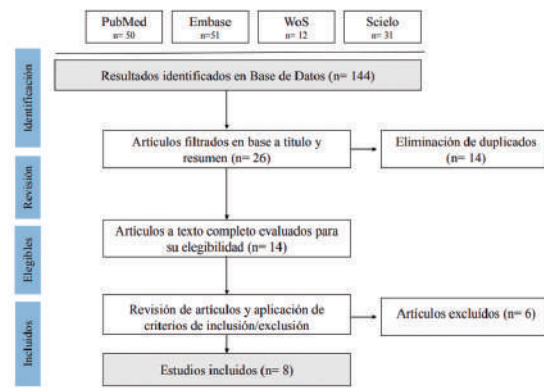 PubMed
n= 50
Embase
n=51
WoS
n= 12
Scielo
n= 31
Identificación
Resultados identificados en Base de Datos (n= 144)
Artículos filtrados en base a titulo y
resumen (n= 26)
Eliminación de duplicados
(n= 14)
Revisión
Artículos a texto completo evaluados para
su elegibilidad (n= 14)
Elegibles
Revisión de artículos y aplicación de
criterios de inclusión/exclusión
Artículos excluídos (n= 6)
Incluidos
Estudios incluidos (n= 8)